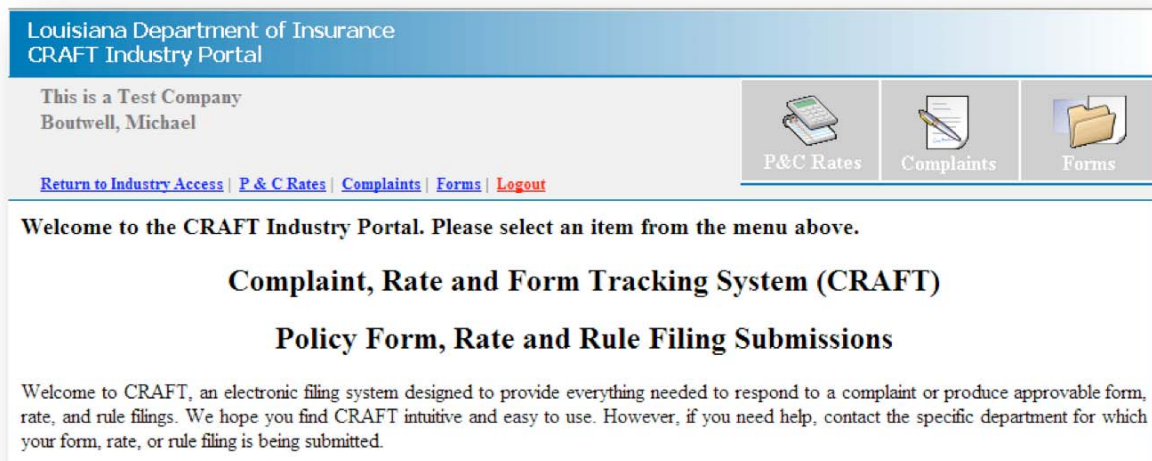 Louisiana Department of Insurance
CRAFT Industry Portal
This is a Test Company
Boutwell, Michael
P&C Rates Complaints Forms
Return to Industry Access | P & C Rates | Complaints | Forms | Logout
Welcome to the CRAFT Industry Portal. Please select an item from the menu above.
Complaint, Rate and Form Tracking System (CRAFT)
Policy Form, Rate and Rule Filing Submissions
Welcome to CRAFT, an electronic filing system designed to provide everything needed to respond to a complaint or produce approvable form,
rate, and rule filings. We hope you find CRAFT intuitive and easy to use. However, if you need help, contact the specific department for which
your form, rate, or rule filing is being submitted.